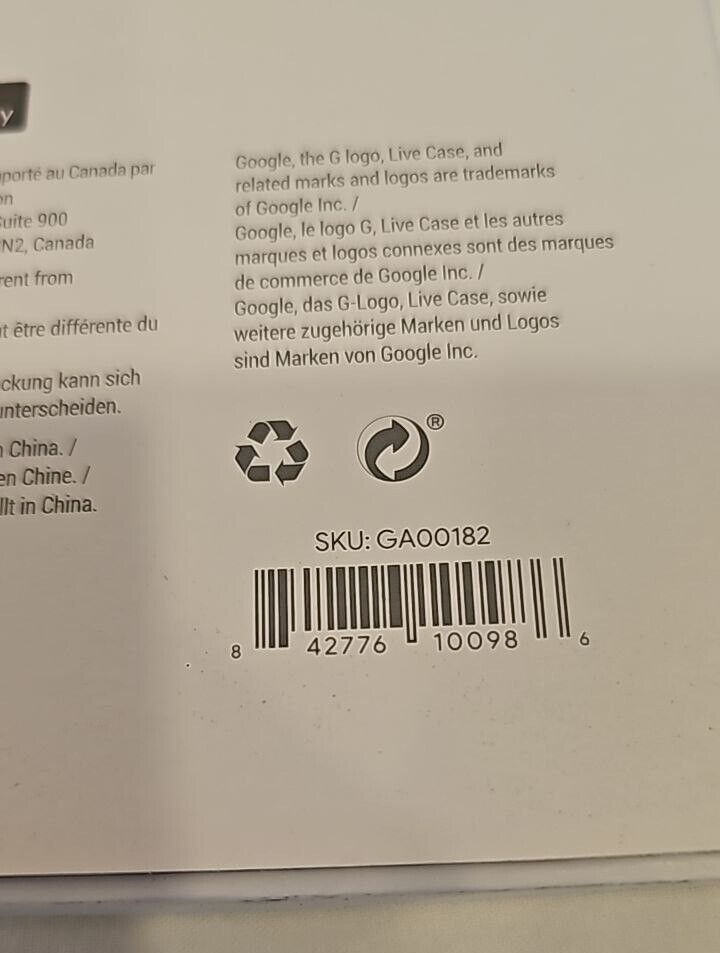 y
porté au Canada par
on
Suite 900
N2, Canada
rent from
t être différente du
ckung kann sich
unterscheiden.
n China. /
en Chine. /
llt in China.
Google, the G logo, Live Case, and
related marks and logos are trademarks
of Google Inc. /
Google, le logo G, Live Case et les autres
marques et logos connexes sont des marques
de commerce de Google Inc. /
Google, das G-Logo, Live Case, sowie
weitere zugehörige Marken und Logos
sind Marken von Google Inc.
®
SKU: GA00182
8 42776 10098 6